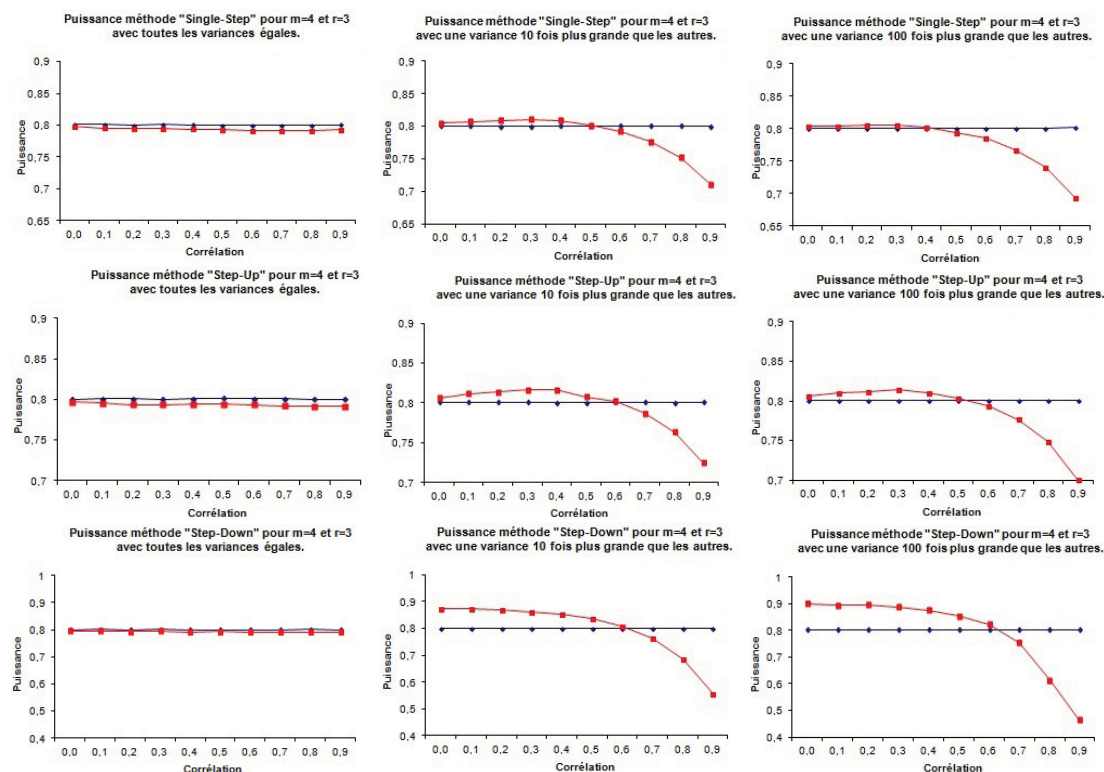 Puissance méthode "Single-Step" pour m=4 et r=3
avec toutes les variances égales.
0,9
0,85
0,8
0,75
0,7
0,65
Puissance
0,0 0,1 0,2 0,3 0,4 0,5 0,6 0,7 0,8 0,9
Corrélation
Puissance méthode "Single-Step" pour m=4 et r=3
avec une variance 10 fois plus grande que les autres.
0,9
0,85
0,8
0,75
0,7
0,65
Puissance
0,0 0,1 0,2 0,3 0,4 0,5 0,6 0,7 0,8 0,9
Corrélation
Puissance méthode "Single-Step" pour m=4 et r=3
avec une variance 100 fois plus grande que les autres.
0,9
0,85
0,8
0,75
0,7
0,65
Puissance
0,0 0,1 0,2 0,3 0,4 0,5 0,6 0,7 0,8 0,9
Corrélation
Puissance méthode "Step-Up" pour m=4 et r=3
avec toutes les variances égales.
0,9
0,85
0,8
0,75
0,7
Puissance
0,0 0,1 0,2 0,3 0,4 0,5 0,6 0,7 0,8 0,9
Corrélation
Puissance méthode "Step-Up" pour m=4 et r=3
avec une variance 10 fois plus grande que les autres.
0,9
0,85
0,8
0,75
0,7
Piussance
0,0 0,1 0,2 0,3 0,4 0,5 0,6 0,7 0,8 0,9
Corrélation
Puissance méthode "Step-Up" pour m=4 et r=3
avec une variance 100 fois plus grande que les autres.
0,9
0,85
0,8
0,75
0,7
Puissance
0,0 0,1 0,2 0,3 0,4 0,5 0,6 0,7 0,8 0,9
Corrélation
Puissance méthode "Step-Down" pour m=4 et r=3
avec toutes les variances égales.
1
0,9
0,8
0,7
0,6
0,5
0,4
Puissance
0,0 0,1 0,2 0,3 0,4 0,5 0,6 0,7 0,8 0,9
Corrélation
Puissance méthode "Step-Down" pour m=4 et r=3
avec une variance 10 fois plus grande que les autres.
1
0,9
0,8
0,7
0,6
0,5
0,4
Puissance
0,0 0,1 0,2 0,3 0,4 0,5 0,6 0,7 0,8 0,9
Corrélation
Puissance méthode "Step-Down" pour m=4 et r=3
avec une variance 100 fois plus grande que les autres.
1
0,9
0,8
0,7
0,6
0,5
0,4
Puissance
0,0 0,1 0,2 0,3 0,4 0,5 0,6 0,7 0,8 0,9
Corrélation